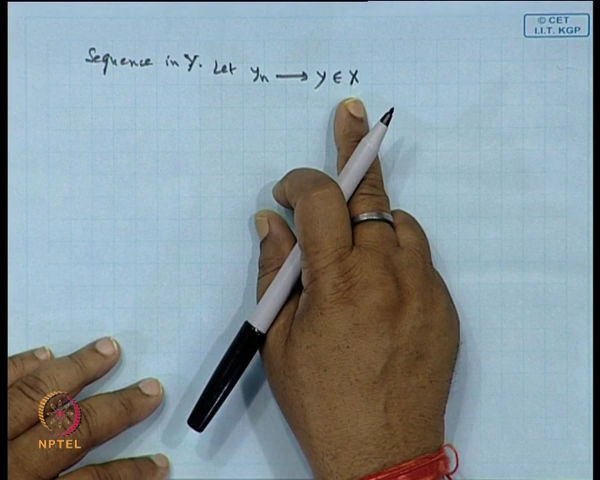 © CET
I.I.T. KGP
Sequence in Y. Let yₙ ⟶ y ∈ X
NPTEL